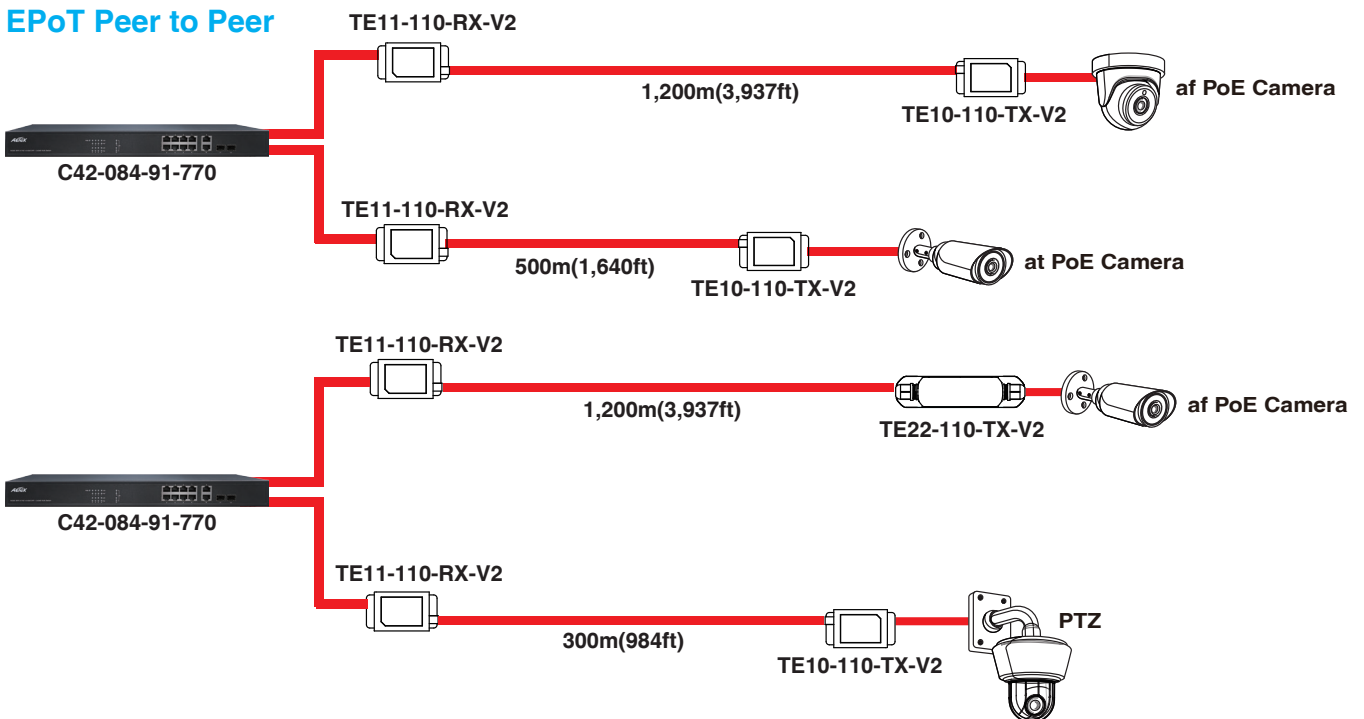 EPoT Peer to Peer
TE11-110-RX-V2
1,200m(3,937ft)
TE10-110-TX-V2
af PoE Camera
C42-084-91-770
TE11-110-RX-V2
500m(1,640ft)
TE10-110-TX-V2
at PoE Camera
TE11-110-RX-V2
1,200m(3,937ft)
TE22-110-TX-V2
af PoE Camera
C42-084-91-770
TE11-110-RX-V2
300m(984ft)
TE10-110-TX-V2
PTZ